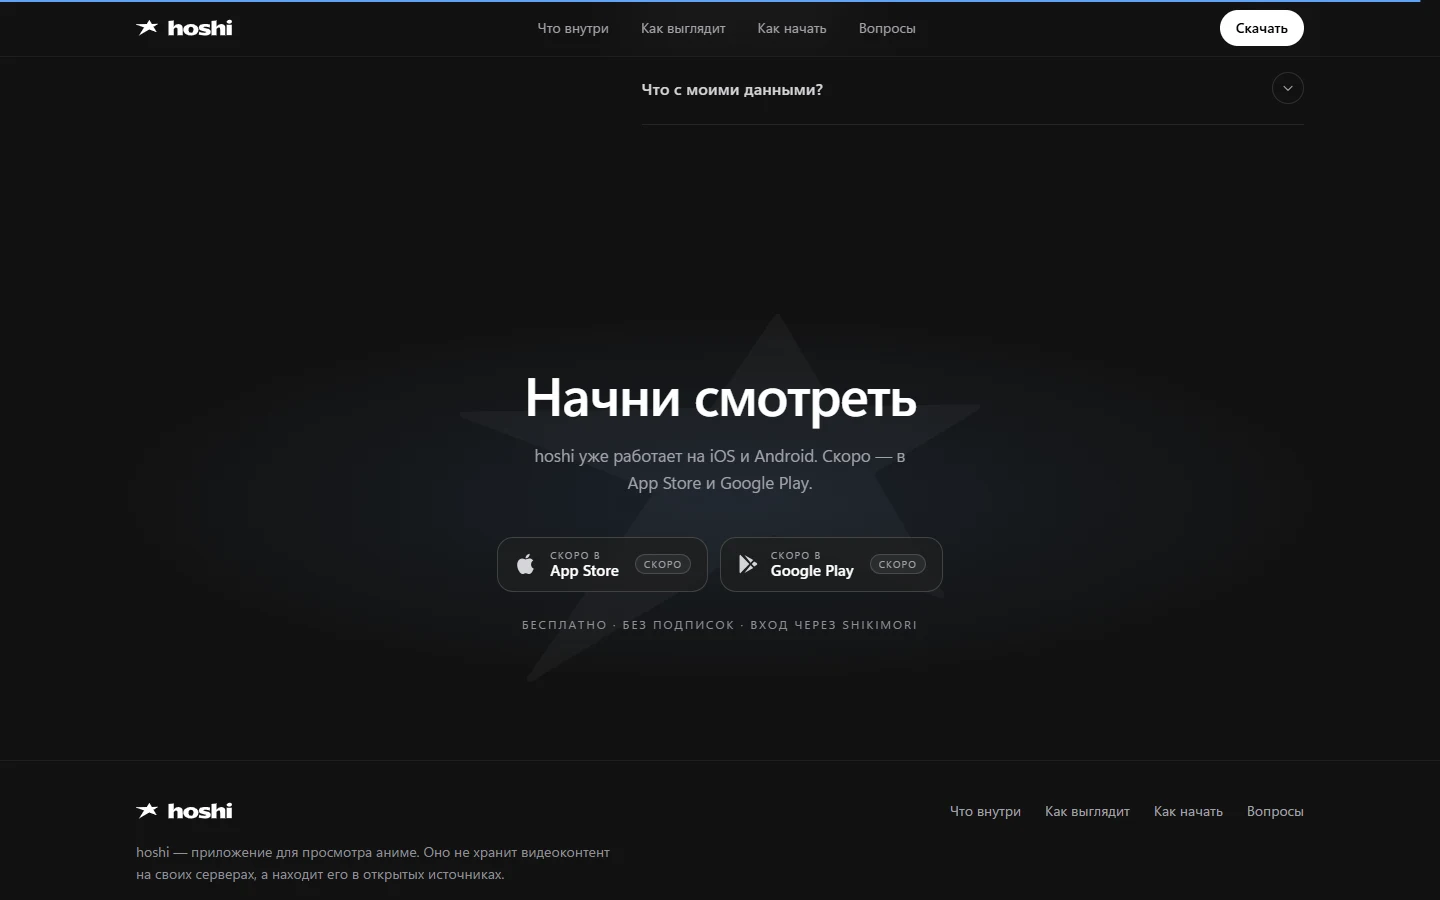 hoshi
Что внутри
Как выглядит
Как начать
Вопросы
Скачать
Что с моими данными?
Начни смотреть
hoshi уже работает на iOS и Android. Скоро — в
App Store и Google Play.
СКОРО В
App Store
СКОРО
СКОРО В
Google Play
СКОРО
БЕСПЛАТНО · БЕЗ ПОДПИСОК · ВХОД ЧЕРЕЗ SHIKIMORI
hoshi
Что внутри
Как выглядит
Как начать
Вопросы
hoshi — приложение для просмотра аниме. Оно не хранит видеоконтент
на своих серверах, а находит его в открытых источниках.